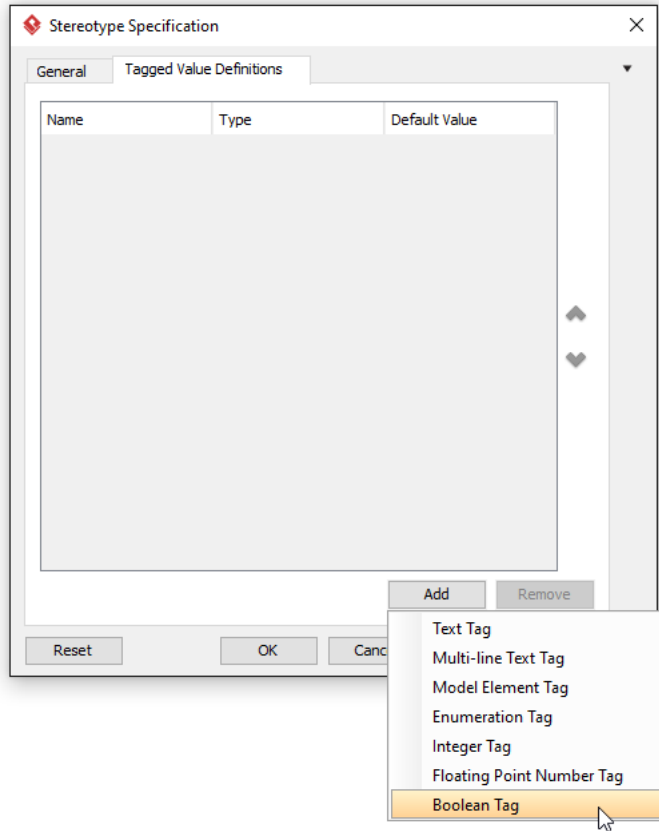 Stereotype Specification
General Tagged Value Definitions
Name Type Default Value
Add Remove
Reset OK Canc
Text Tag
Multi-line Text Tag
Model Element Tag
Enumeration Tag
Integer Tag
Floating Point Number Tag
Boolean Tag